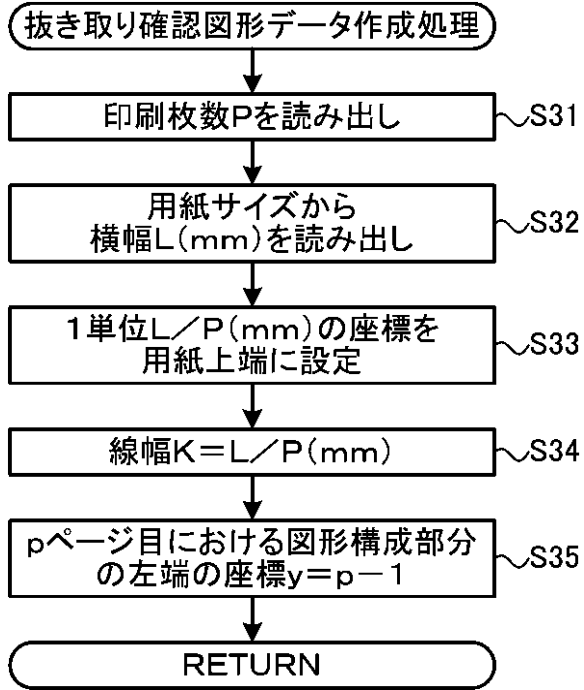 抜き取り確認図形データ作成処理
印刷枚数Pを読み出し
S31
用紙サイズから
横幅L(mm)を読み出し
S32
1単位L/P(mm)の座標を
用紙上端に設定
S33
線幅K=L/P(mm)
S34
pページ目における図形構成部分
の左端の座標y=p-1
S35
RETURN